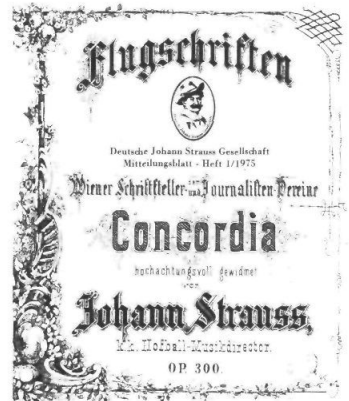 Flugschriften
Deutsche Johann Strauss Gesellschaft
Mitteilungsblatt - Heft 1/1975
Wiener Schriftsteller- und Journalisten-Vereine
Concordia
hochachtungsvoll gewidmet
von
Johann Strauss,
k.k. Hofball-Musikdirector.
OP. 300.